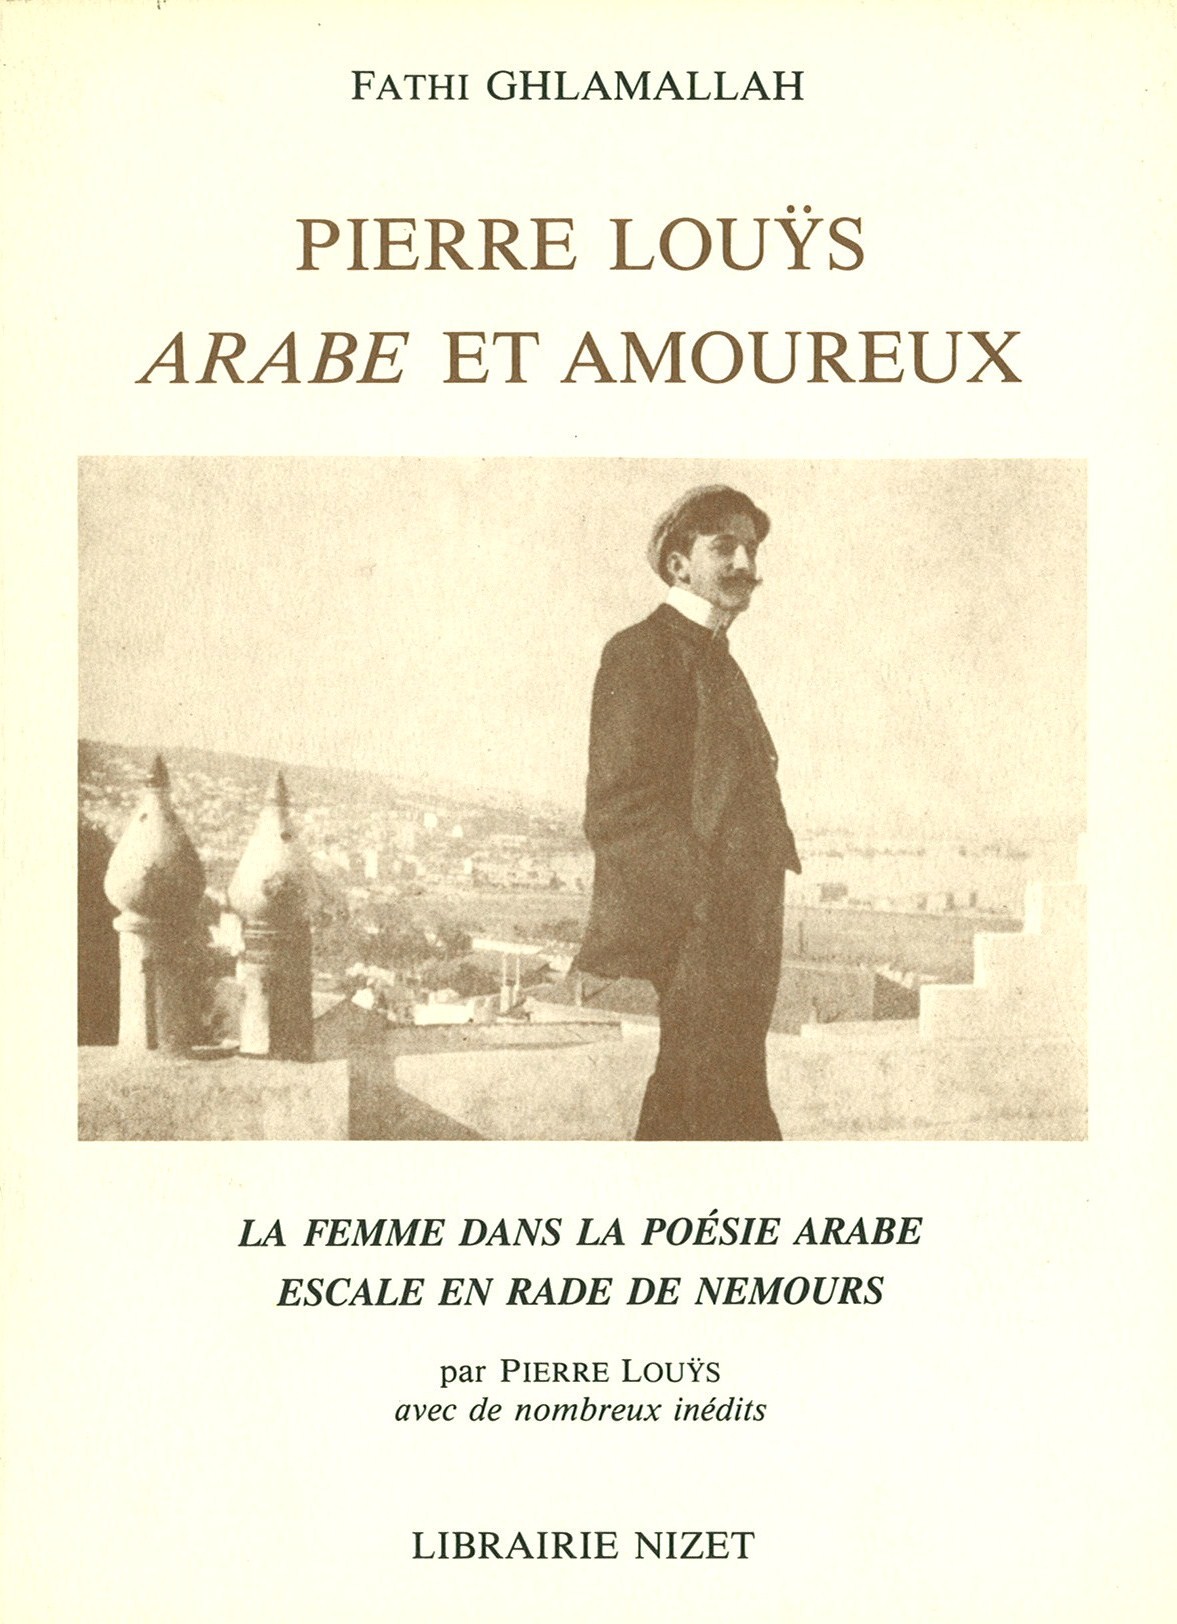 FATHI GHLAMALLAH
PIERRE LOUŸS
ARABE ET AMOUREUX
LA FEMME DANS LA POÉSIE ARABE
ESCALE EN RADE DE NEMOURS
par PIERRE LOUŸS
avec de nombreux inédits
LIBRAIRIE NIZET